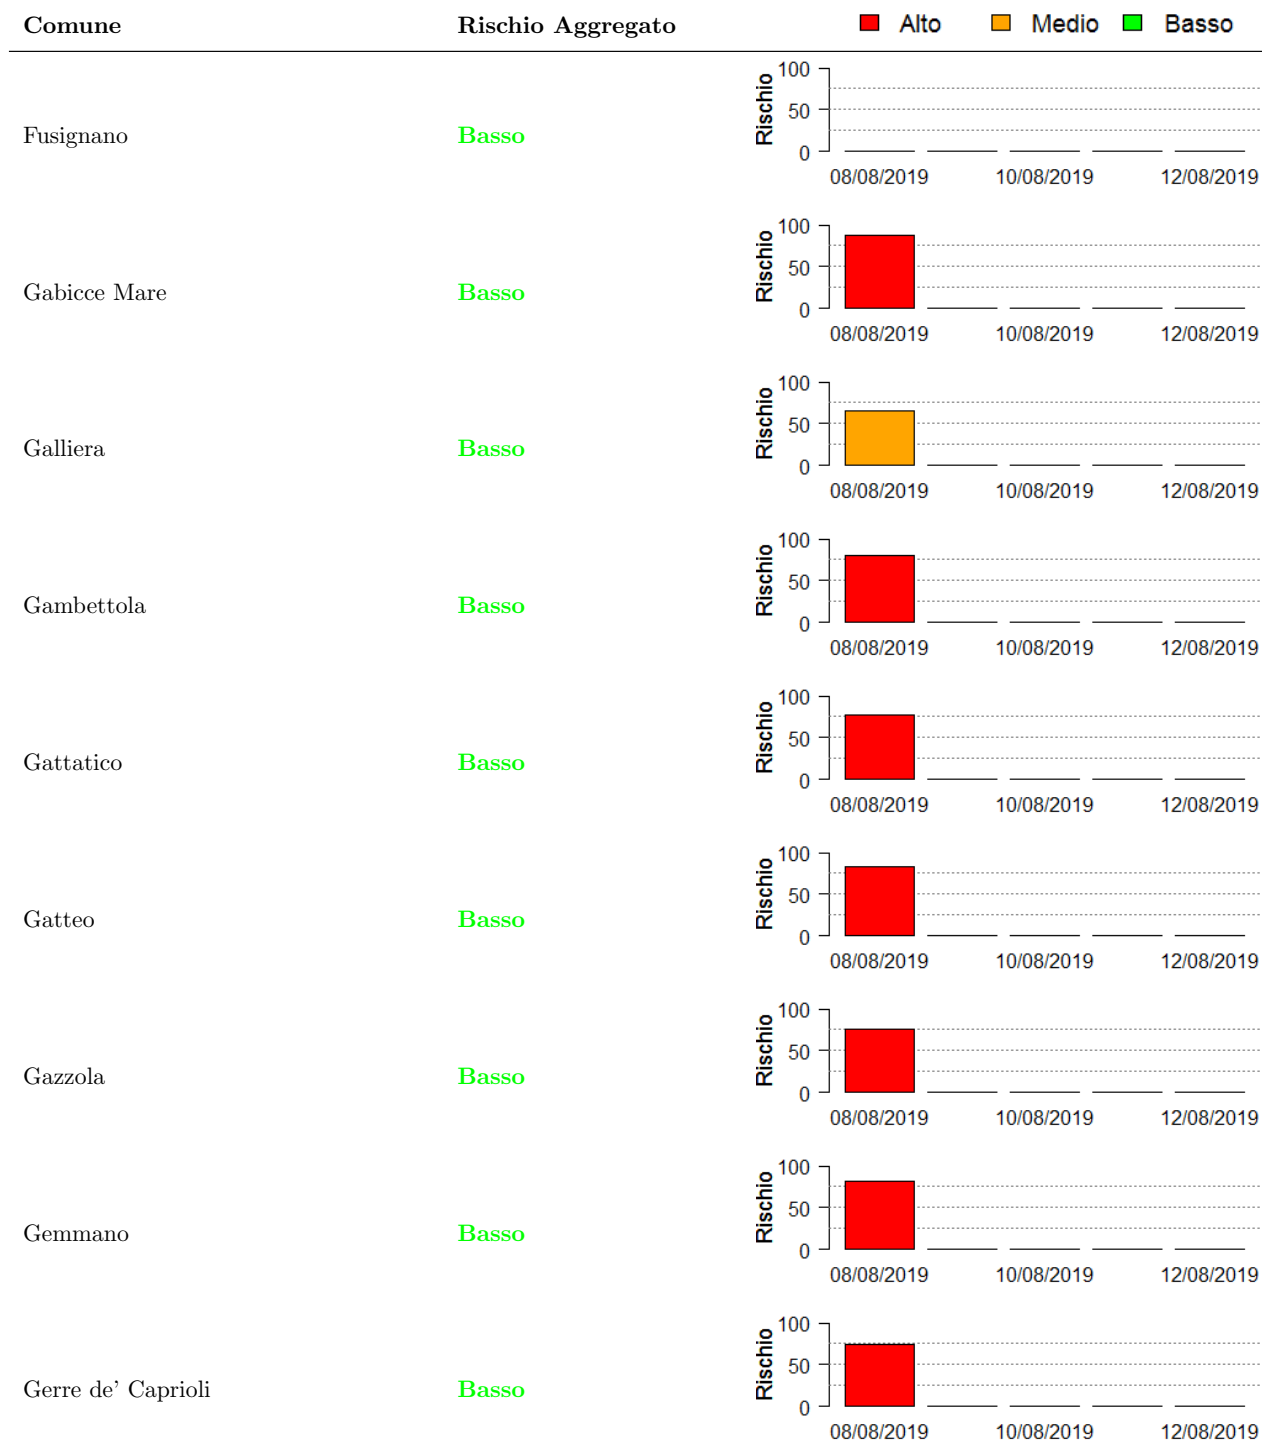 Comune Rischio Aggregato Alto Medio Basso
Fusignano Basso Rischio 100 50 0
08/08/2019 10/08/2019 12/08/2019
Gabicce Mare Basso Rischio 100 50 0
08/08/2019 10/08/2019 12/08/2019
Galliera Basso Rischio 100 50 0
08/08/2019 10/08/2019 12/08/2019
Gambettola Basso Rischio 100 50 0
08/08/2019 10/08/2019 12/08/2019
Gattatico Basso Rischio 100 50 0
08/08/2019 10/08/2019 12/08/2019
Gatteo Basso Rischio 100 50 0
08/08/2019 10/08/2019 12/08/2019
Gazzola Basso Rischio 100 50 0
08/08/2019 10/08/2019 12/08/2019
Gemmano Basso Rischio 100 50 0
08/08/2019 10/08/2019 12/08/2019
Gerre de' Caprioli Basso Rischio 100 50 0
08/08/2019 10/08/2019 12/08/2019